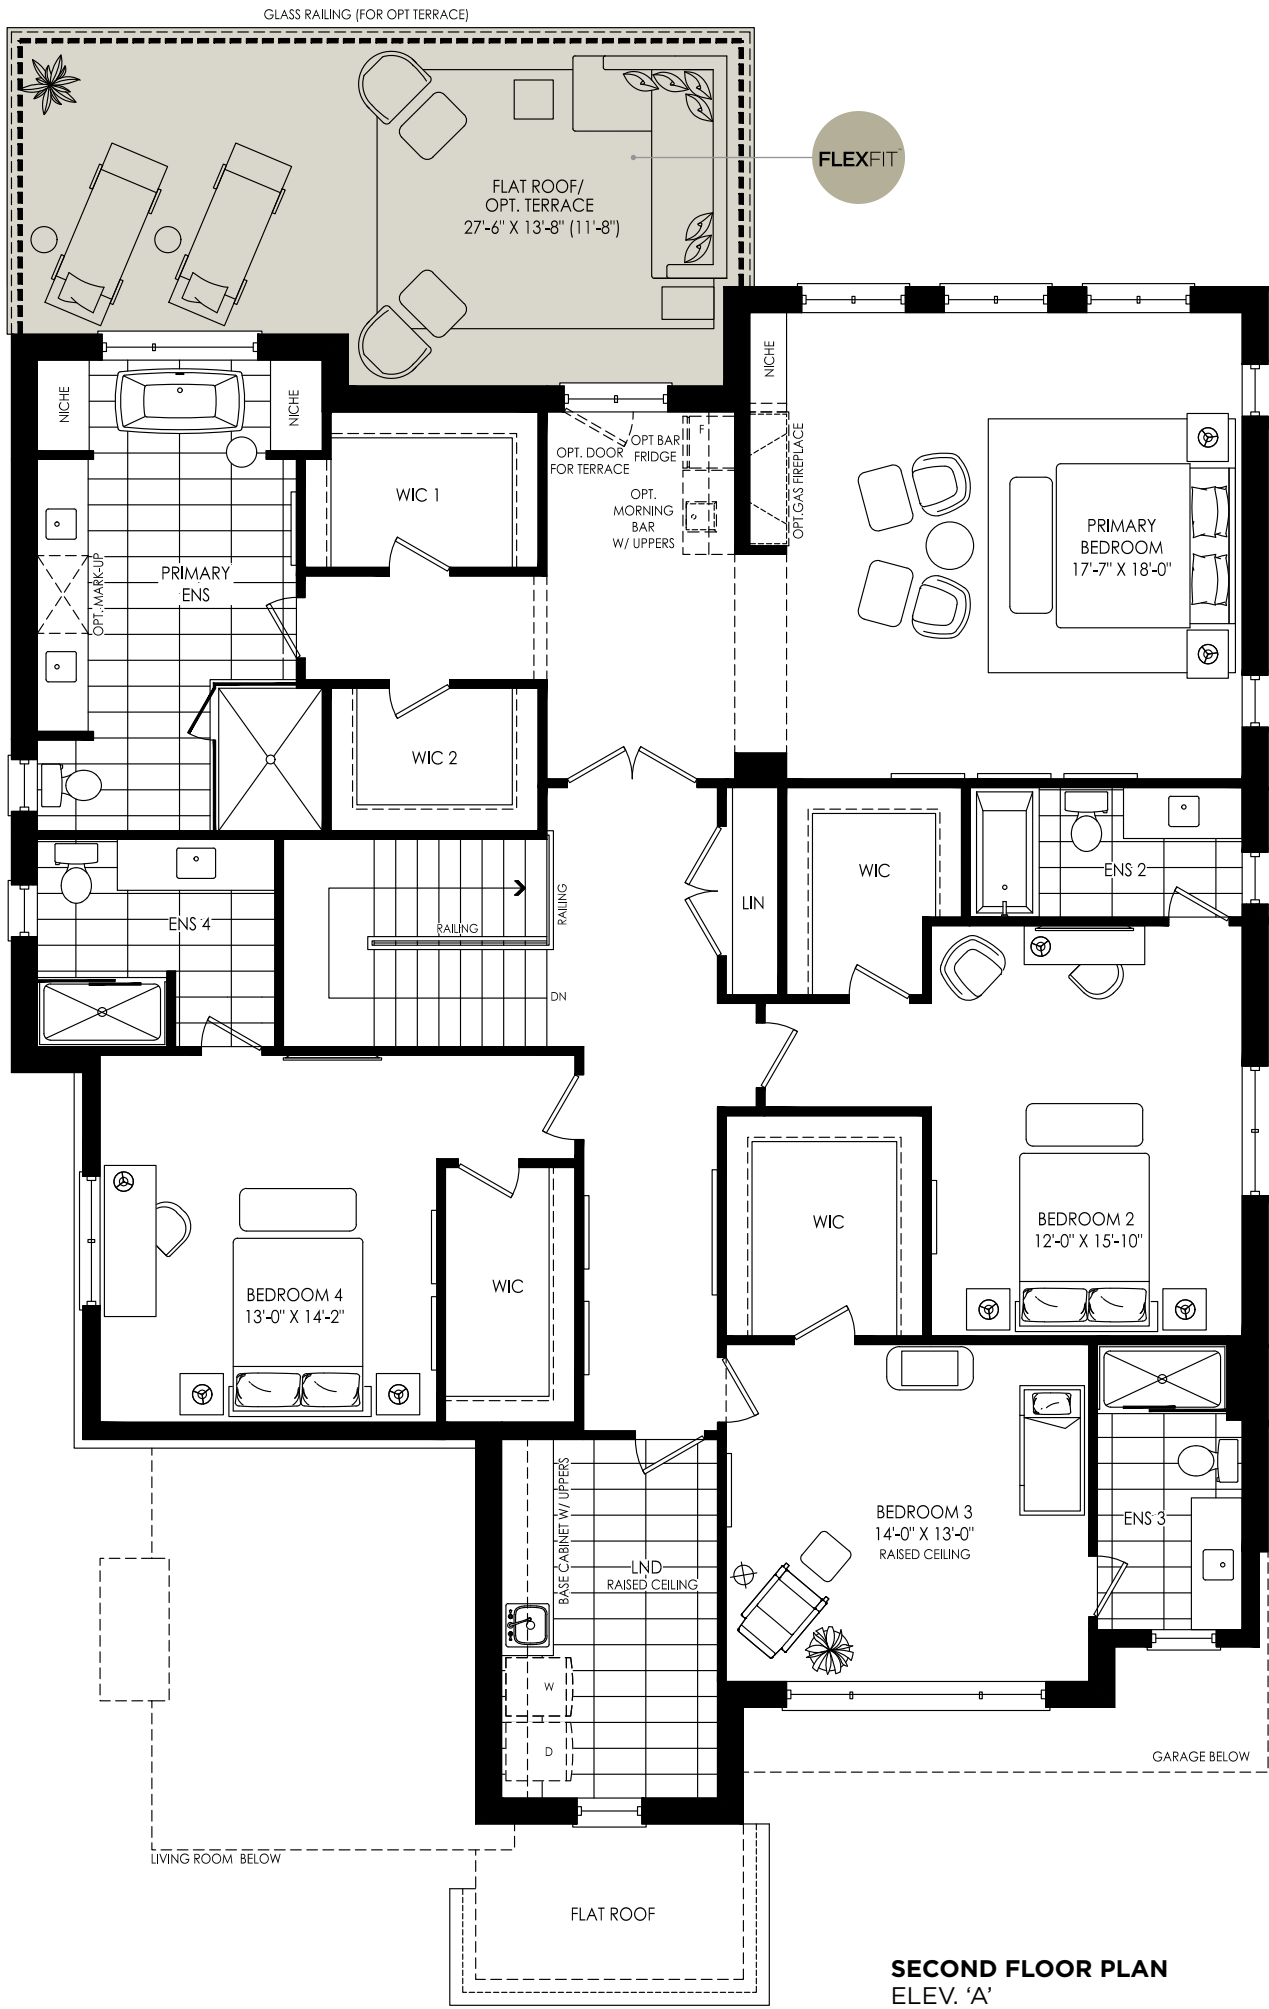 GLASS RAILING (FOR OPT TERRACE)
FLEXFIT™
FLAT ROOF/
OPT. TERRACE
27'-6" X 13'-8" (11'-8")
NICHE
NICHE
NICHE
OPT. DOOR
FOR TERRACE
OPT BAR
FRIDGE
F
OPT.
MORNING
BAR
W/ UPPERS
OPT.GAS FIREPLACE
WIC 1
PRIMARY
BEDROOM
17'-7" X 18'-0"
PRIMARY
ENS
OPT. MARK-UP
WIC 2
WIC
ENS 2
LIN
ENS 4
RAILING
RAILING
DN
WIC
BEDROOM 2
12'-0" X 15'-10"
WIC
BEDROOM 4
13'-0" X 14'-2"
BASE CABINET W/ UPPERS
LND
RAISED CEILING
BEDROOM 3
14'-0" X 13'-0"
RAISED CEILING
ENS 3
W
D
GARAGE BELOW
LIVING ROOM BELOW
FLAT ROOF
SECOND FLOOR PLAN
ELEV. 'A'